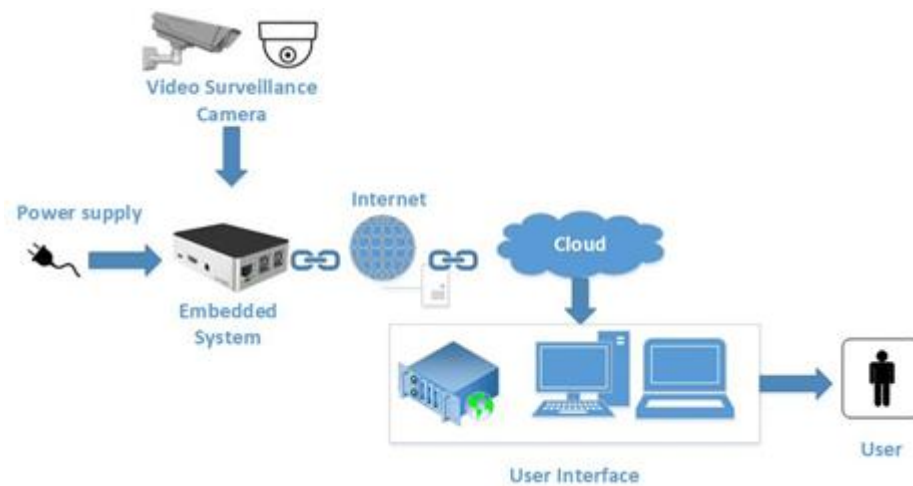 Video Surveillance
Camera
Power supply
Internet
Cloud
Embedded
System
User Interface
User